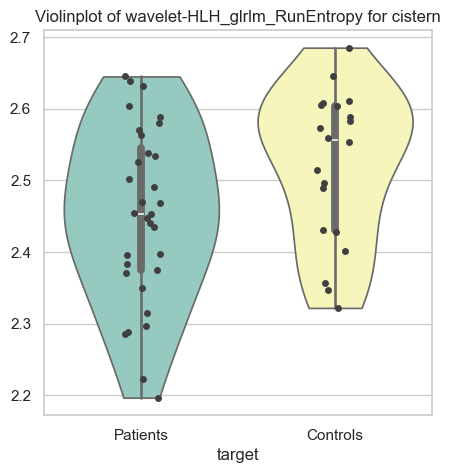 Violinplot of wavelet-HLH_glrlm_RunEntropy for cistern
2.7
2.6
2.5
2.4
2.3
2.2
Patients
Controls
target